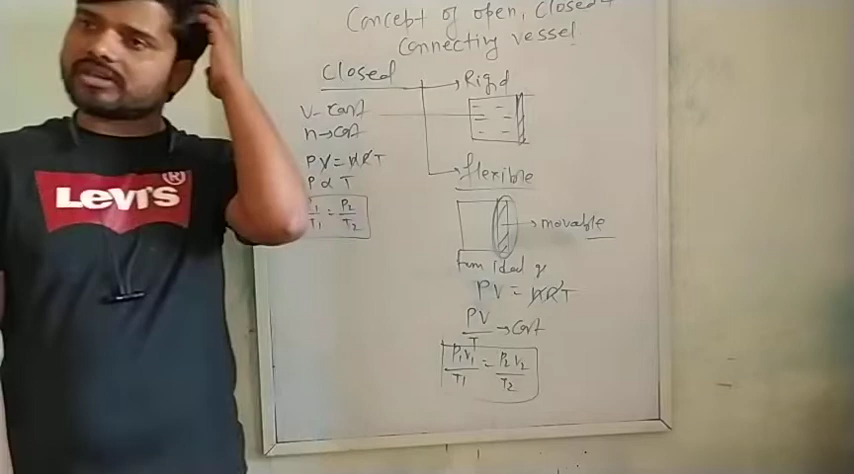 Concept of open, closed &
connecting vessel
closed
Rigid
V - const
n → cost
PV = nRT
P ∝ T
P1/T1 = P2/T2
flexible
movable
from ideal g
PV = nRT
PV/T → const
P1V1/T1 = P2V2/T2
LEVI'S ®